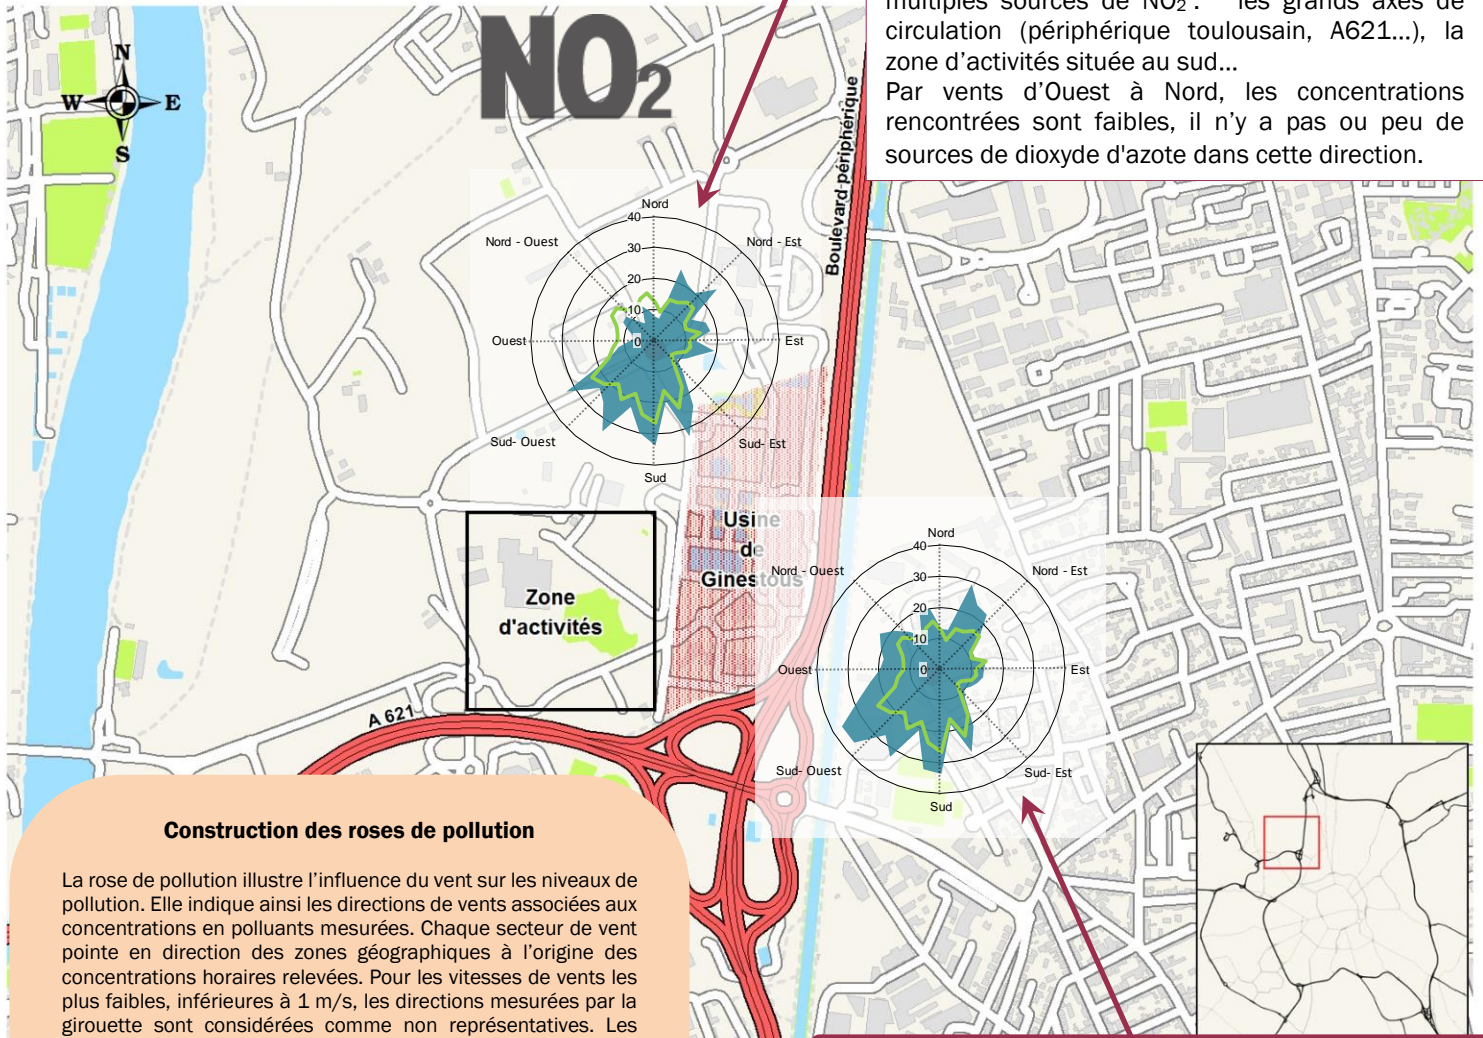 multiples sources de NO2 : les grands axes de
circulation (périphérique toulousain, A621...), la
zone d'activités située au sud...
Par vents d'Ouest à Nord, les concentrations
rencontrées sont faibles, il n'y a pas ou peu de
sources de dioxyde d'azote dans cette direction.
NO2
N
W E
S
Boulevard périphérique
Nord
40
Nord - Ouest
Nord - Est
30
20
10
Ouest
0
Est
Sud- Ouest
Sud- Est
Sud
Usine
de
Ginestous
Zone
d'activités
A 621
Nord
40
Nord - Ouest
Nord - Est
30
20
10
Ouest
0
Est
Sud- Ouest
Sud- Est
Sud
Construction des roses de pollution
La rose de pollution illustre l'influence du vent sur les niveaux de
pollution. Elle indique ainsi les directions de vents associées aux
concentrations en polluants mesurées. Chaque secteur de vent
pointe en direction des zones géographiques à l'origine des
concentrations horaires relevées. Pour les vitesses de vents les
plus faibles, inférieures à 1 m/s, les directions mesurées par la
girouette sont considérées comme non représentatives. Les